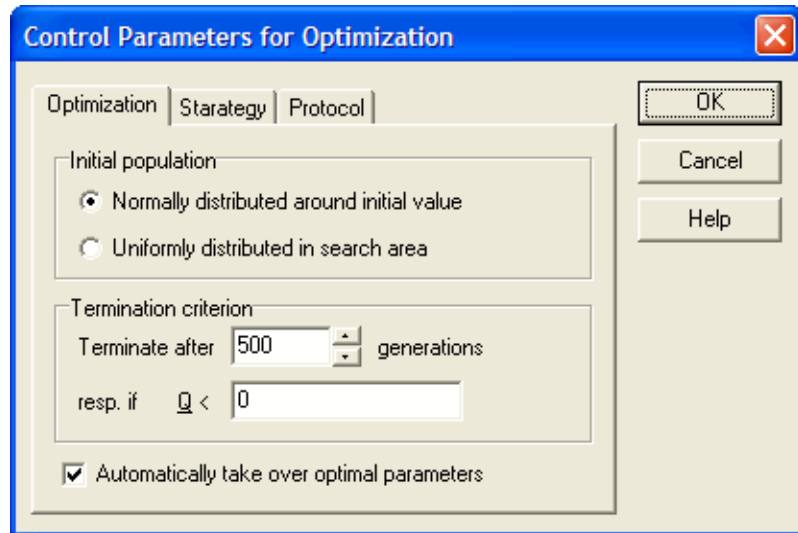 Control Parameters for Optimization
Optimization Starategy Protocol
OK
Cancel
Help
Initial population
Normally distributed around initial value
Uniformly distributed in search area
Termination criterion
Terminate after 500 generations
resp. if Q < 0
Automatically take over optimal parameters